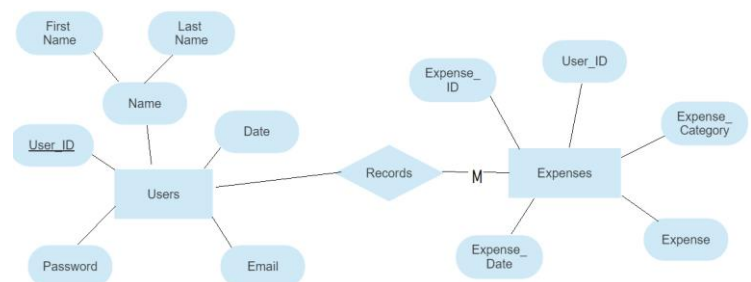 First
Name
Last
Name
Name
User_ID
Date
Users
Password
Email
Records
M
Expense_
ID
User_ID
Expense_
Category
Expenses
Expense_
Date
Expense